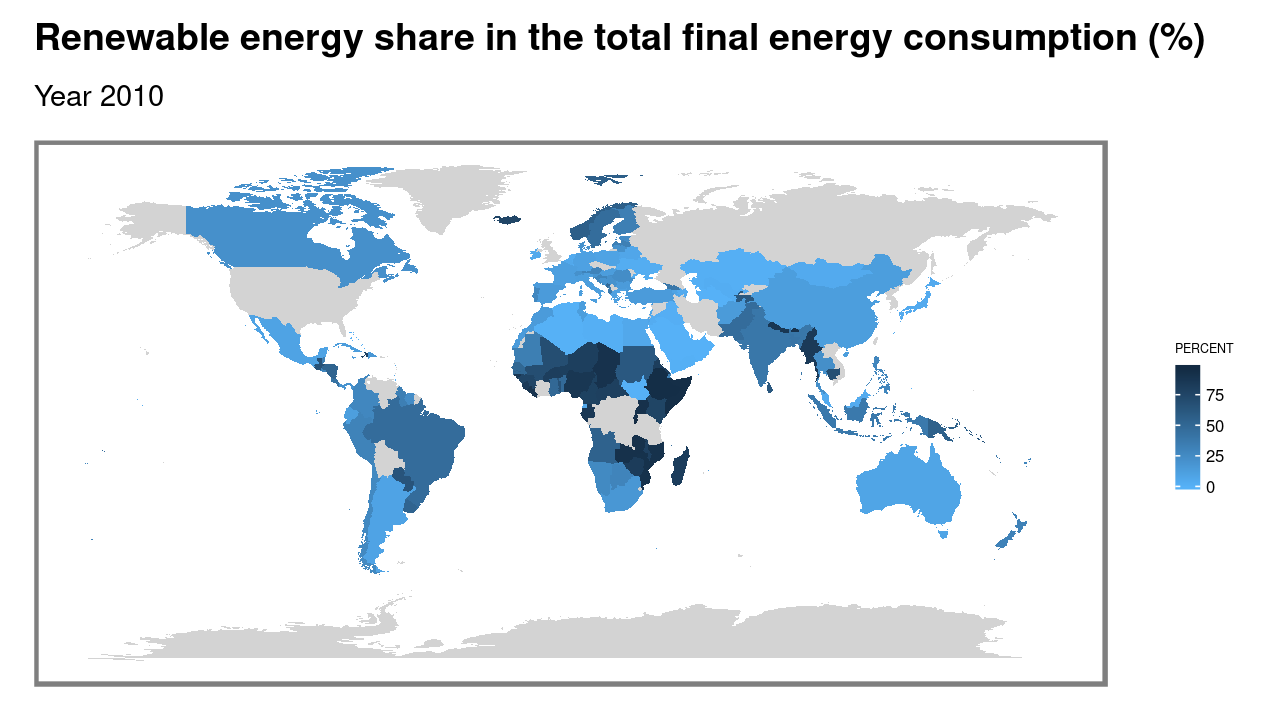 Renewable energy share in the total final energy consumption (%)
Year 2010
PERCENT
75
50
25
0